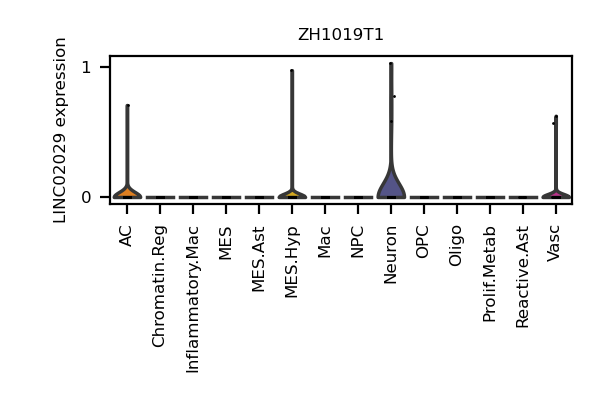 ZH1019T1
LINC02029 expression
1
0
AC
Chromatin.Reg
Inflammatory.Mac
MES
MES.Ast
MES.Hyp
Mac
NPC
Neuron
OPC
Oligo
Prolif.Metab
Reactive.Ast
Vasc